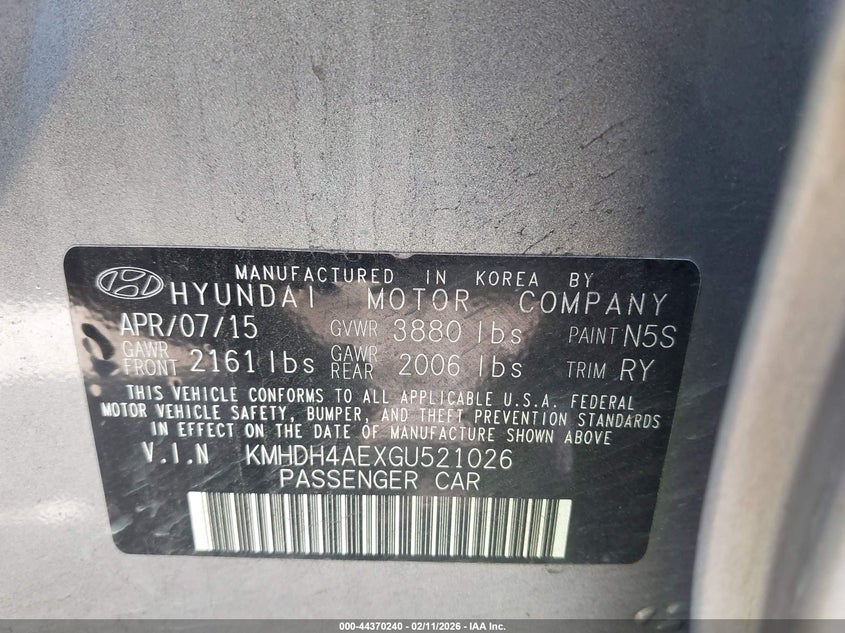 MANUFACTURED IN KOREA BY
HYUNDAI MOTOR COMPANY
APR/07/15 GVWR 3880 lbs PAINT N5S
GAWR FRONT 2161 lbs GAWR REAR 2006 lbs TRIM RY
THIS VEHICLE CONFORMS TO ALL APPLICABLE U.S.A. FEDERAL
MOTOR VEHICLE SAFETY, BUMPER, AND THEFT PREVENTION STANDARDS
IN EFFECT ON THE DATE OF MANUFACTURE SHOWN ABOVE
V.I.N KMHDH4AEXGU521026
PASSENGER CAR
000-44370240 - 02/11/2026 - IAA Inc.